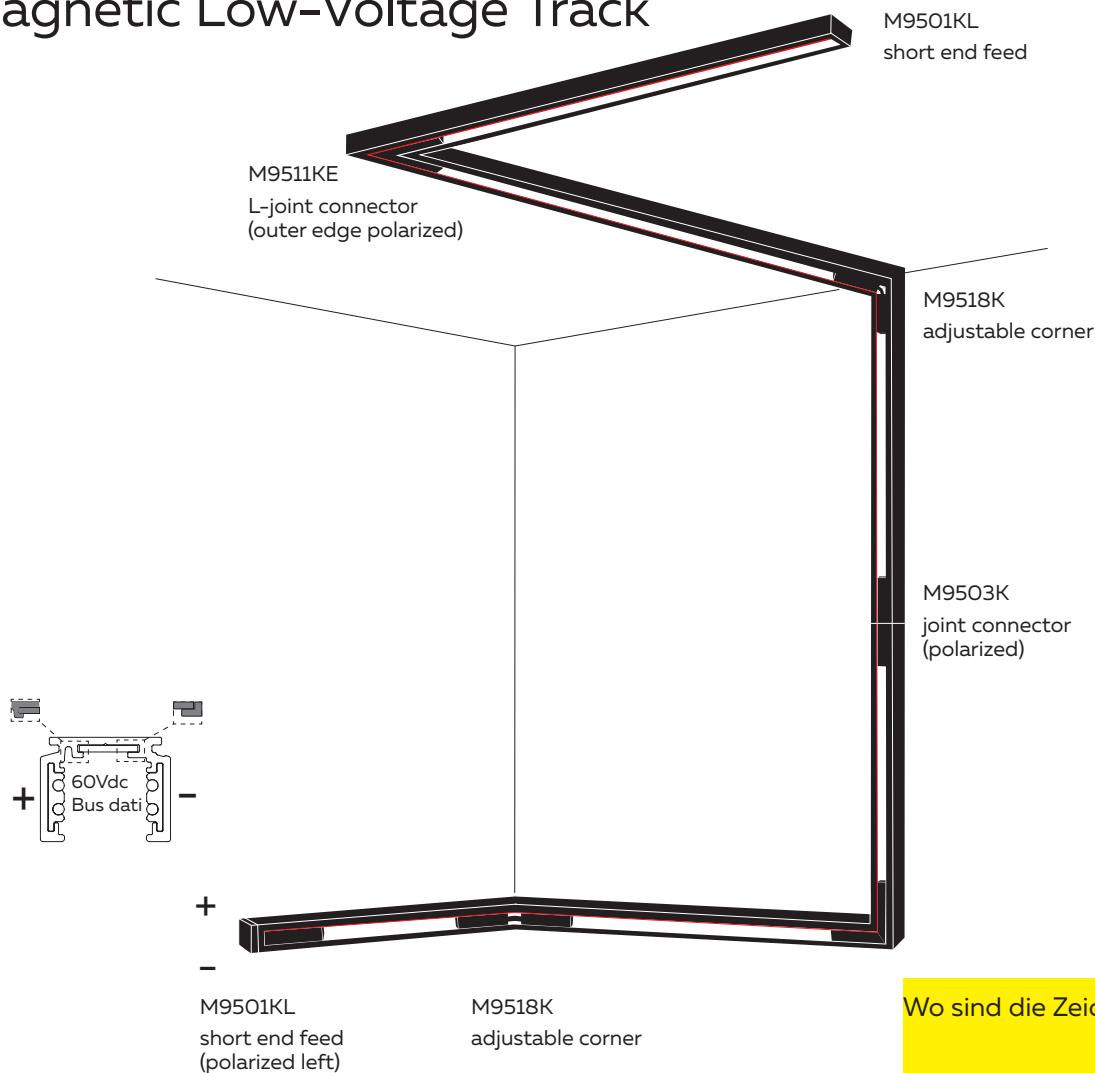 agnetic Low-Voltage Track
M9501KL
short end feed
M9511KE
L-joint connector
(outer edge polarized)
M9518K
adjustable corner
M9503K
joint connector
(polarized)
+
60Vdc
Bus dati
-
+
-
M9501KL
short end feed
(polarized left)
M9518K
adjustable corner
Wo sind die